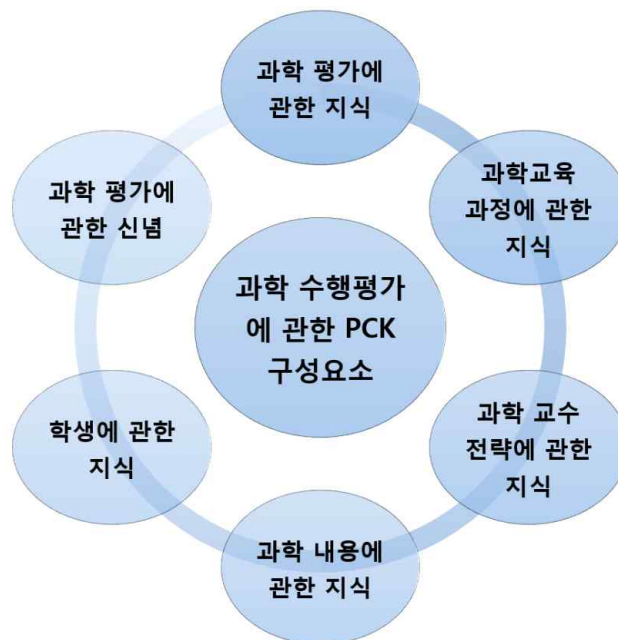 과학 평가에
관한 지식
과학교육
과정에 관한
지식
과학 교수
전략에 관한
지식
과학 내용에
관한 지식
학생에 관한
지식
과학 평가에
관한 신념
과학 수행평가
에 관한 PCK
구성요소